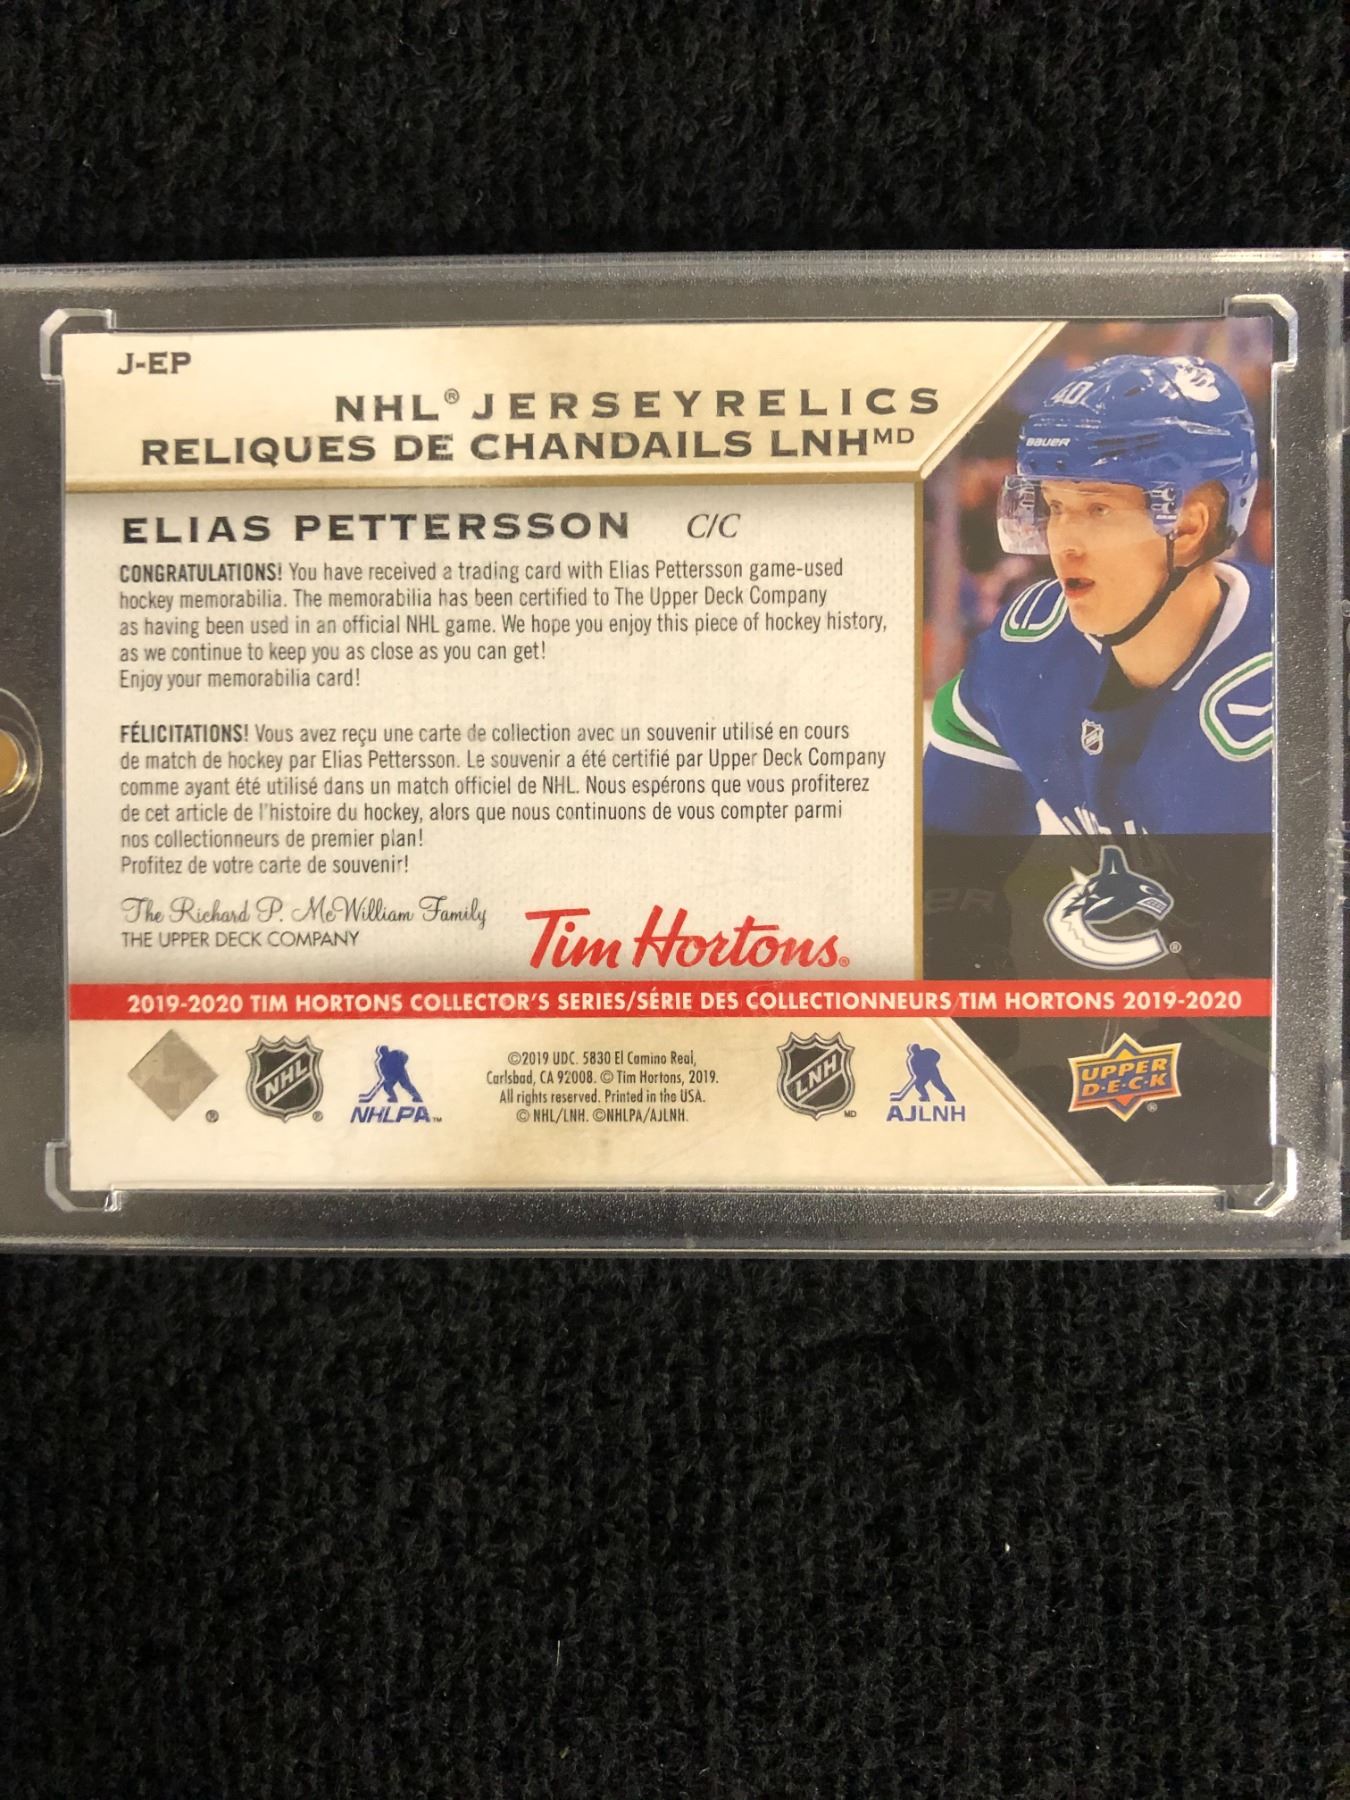 J-EP
NHL® JERSEY RELICS
RELIQUES DE CHANDAILS LNHMD
ELIAS PETTERSSON C/C
CONGRATULATIONS! You have received a trading card with Elias Pettersson game-used
hockey memorabilia. The memorabilia has been certified to The Upper Deck Company
as having been used in an official NHL game. We hope you enjoy this piece of hockey history,
as we continue to keep you as close as you can get!
Enjoy your memorabilia card!
FÉLICITATIONS! Vous avez reçu une carte de collection avec un souvenir utilisé en cours
de match de hockey par Elias Pettersson. Le souvenir a été certifié par Upper Deck Company
comme ayant été utilisé dans un match officiel de NHL. Nous espérons que vous profiterez
de cet article de l'histoire du hockey, alors que nous continuons de vous compter parmi
nos collectionneurs de premier plan!
Profitez de votre carte de souvenir!
The Richard P. McWilliam Family
THE UPPER DECK COMPANY
Tim Hortons®
40
BAUER
2019-2020 TIM HORTONS COLLECTOR'S SERIES/SÉRIE DES COLLECTIONNEURS TIM HORTONS 2019-2020
®
NHL ®
NHLPA™
©2019 UDC. 5830 El Camino Real,
Carlsbad, CA 92008. © Tim Hortons, 2019.
All rights reserved. Printed in the USA.
© NHL/LNH. ©NHLPA/AJLNH.
LNH MD
AJLNH
UPPER
D·E·C·K ®